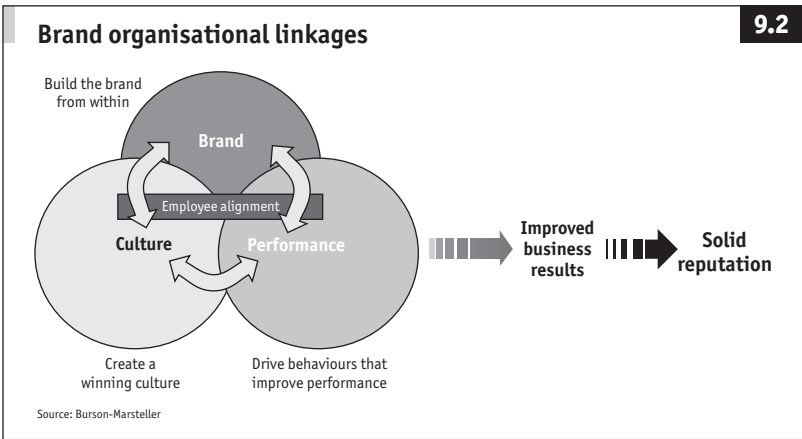 Brand organisational linkages
9.2
Build the brand
from within
Brand
Employee alignment
Culture
Performance
Improved
business
results
Solid
reputation
Create a
winning culture
Drive behaviours that
improve performance
Source: Burson-Marsteller